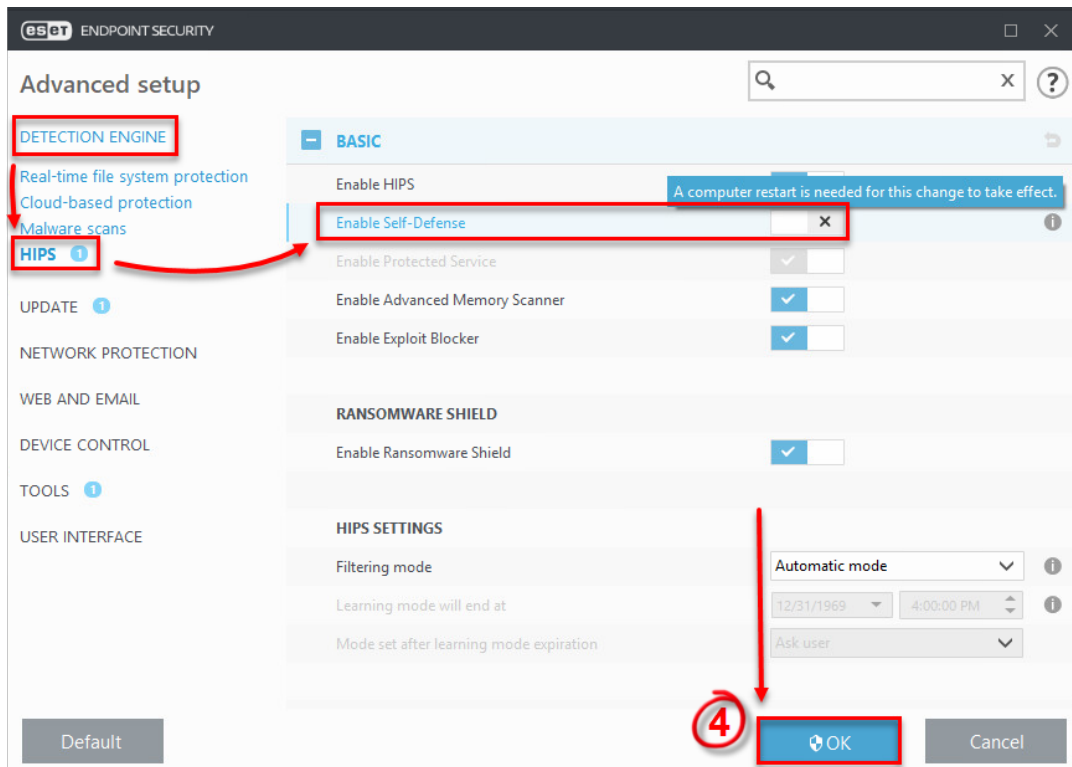 eset ENDPOINT SECURITY
Advanced setup
x
?
DETECTION ENGINE
Real-time file system protection
Cloud-based protection
Malware scans
HIPS 1
UPDATE 1
NETWORK PROTECTION
WEB AND EMAIL
DEVICE CONTROL
TOOLS 1
USER INTERFACE
BASIC
Enable HIPS
A computer restart is needed for this change to take effect.
Enable Self-Defense
Enable Protected Service
Enable Advanced Memory Scanner
Enable Exploit Blocker
RANSOMWARE SHIELD
Enable Ransomware Shield
HIPS SETTINGS
Filtering mode Automatic mode
Learning mode will end at 12/31/1969 4:00:00 PM
Mode set after learning mode expiration Ask user
4
Default OK Cancel